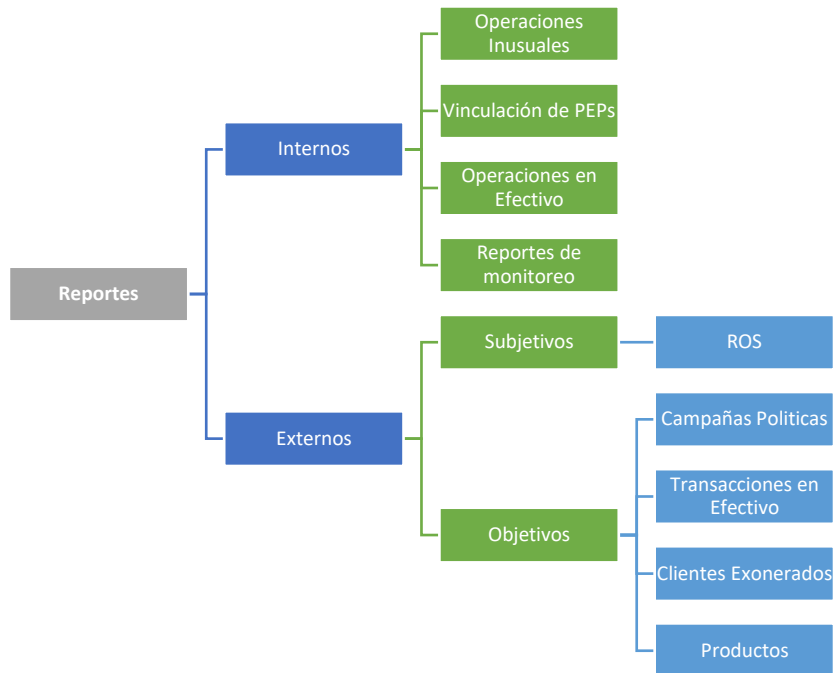 Reportes
Internos
Operaciones
Inusuales
Vinculación de PEPs
Operaciones en
Efectivo
Reportes de
monitoreo
Externos
Subjetivos
ROS
Objetivos
Campañas Politicas
Transacciones en
Efectivo
Clientes Exonerados
Productos